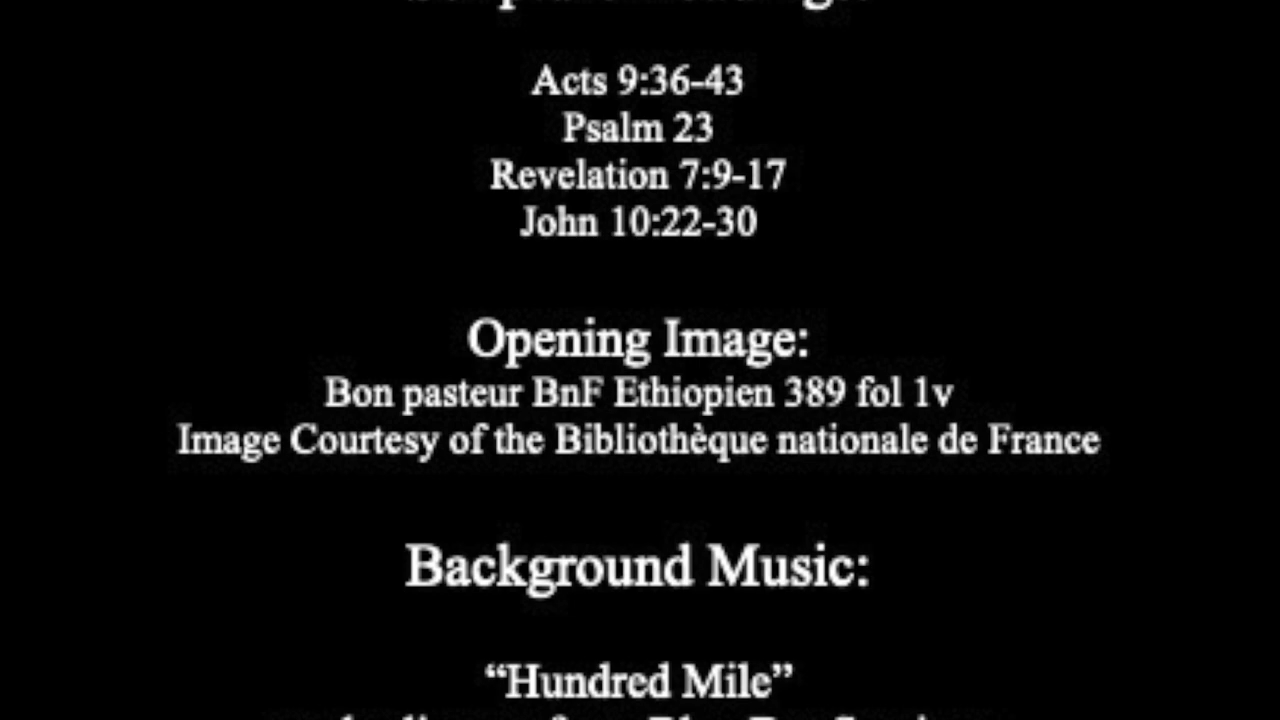 Acts 9:36-43
Psalm 23
Revelation 7:9-17
John 10:22-30
Opening Image:
Bon pasteur BnF Ethiopien 389 fol 1v
Image Courtesy of the Bibliothèque nationale de France
Background Music:
“Hundred Mile”